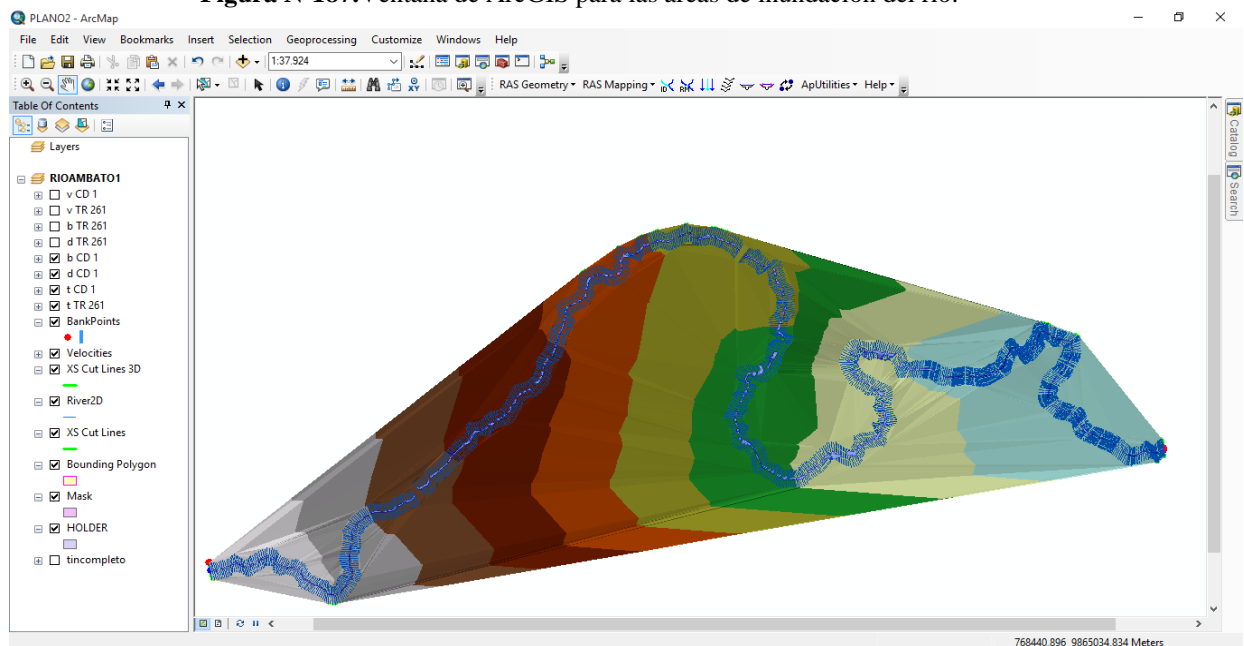 Figura N 187.Ventana de ArcGIS para las áreas de inundación del río.
PLANO2 - ArcMap
File Edit View Bookmarks Insert Selection Geoprocessing Customize Windows Help
1:37.924
RAS Geometry RAS Mapping ApUtilities Help
Table Of Contents
Layers
RIOAMBATO1
v CD 1
v TR 261
b TR 261
d TR 261
b CD 1
d CD 1
t CD 1
t TR 261
BankPoints
Velocities
XS Cut Lines 3D
River2D
XS Cut Lines
Bounding Polygon
Mask
HOLDER
tincompleto
Catalog
Search
768440,896 9865034,834 Meters